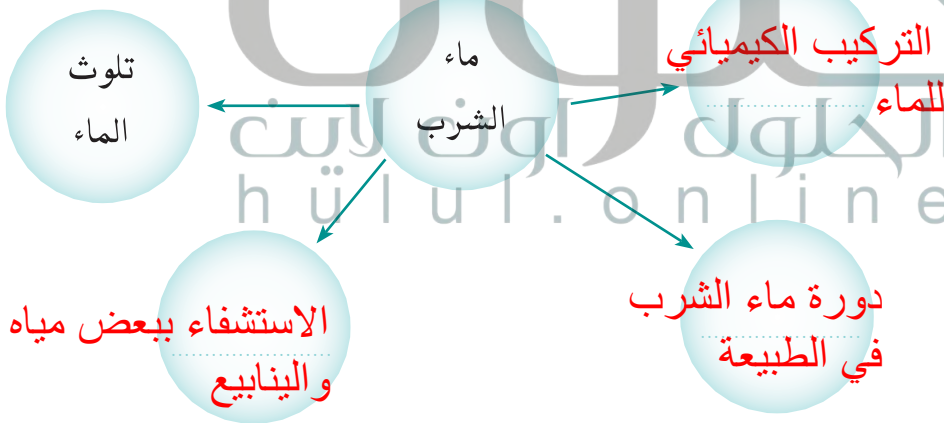 التركيب الكيميائي
للماء
ماء
الشرب
تلوث
الماء
الحلول اون لاين
hülul.online
دورة ماء الشرب
في الطبيعة
الاستشفاء ببعض مياه
والينابيع